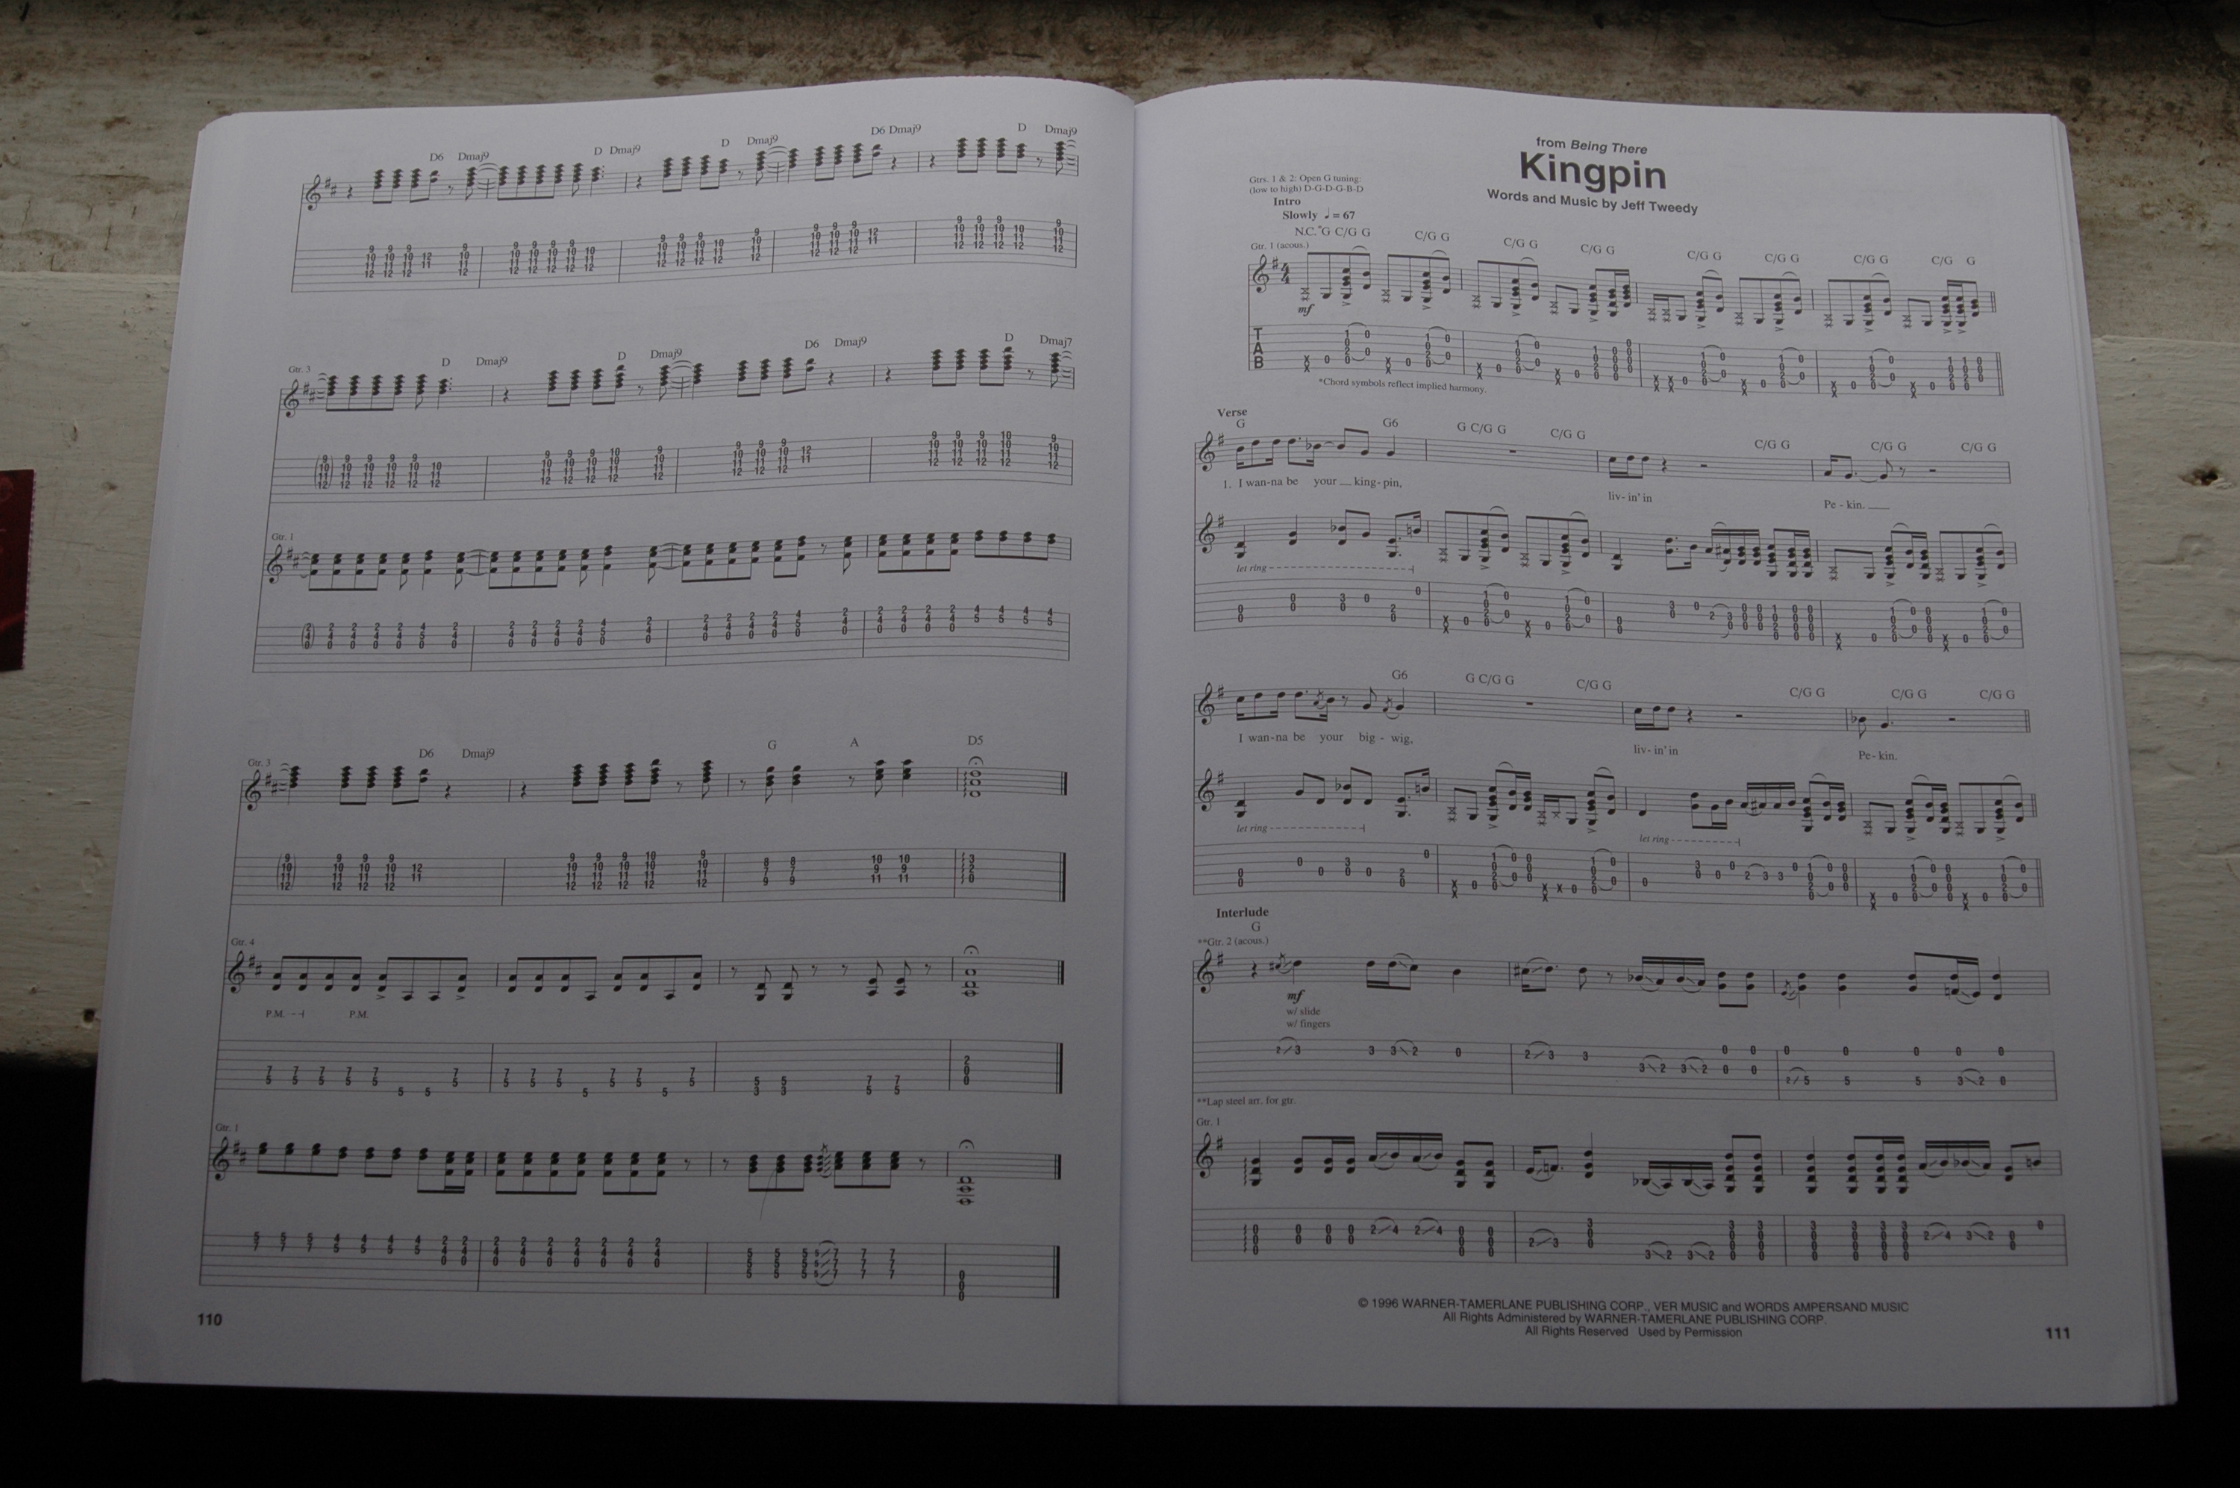 D6 Dmaj9 D Dmaj9 D Dmaj9 D6 Dmaj9 D Dmaj9
Gtr. 3
D Dmaj9 D Dmaj9 D6 Dmaj9 D Dmaj7
Gtr. 1
Gtr. 3
D6 Dmaj9 G A D5
Gtr. 4
P.M. P.M.
Gtr. 1
110
from Being There
Kingpin
Words and Music by Jeff Tweedy
Gtrs. 1 & 2: Open G tuning:
(low to high) D-G-D-G-B-D
Intro
Slowly ♩ = 67
N.C. *G C/G G C/G G C/G G C/G G C/G G C/G G C/G G C/G G
Gtr. 1 (acous.)
mf
T
A
B
*Chord symbols reflect implied harmony.
Verse
G G6 G C/G G C/G G C/G G C/G G C/G G
1. I wan-na be your king-pin, liv-in' in Pe-kin.
let ring
G6 G C/G G C/G G C/G G C/G G C/G G
I wan-na be your big-wig, liv-in' in Pe-kin.
let ring let ring
Interlude
G
**Gtr. 2 (acous.)
mf
w/ slide
w/ fingers
**Lap steel arr. for gtr.
Gtr. 1
© 1996 WARNER-TAMERLANE PUBLISHING CORP., VER MUSIC and WORDS AMPERSAND MUSIC
All Rights Administered by WARNER-TAMERLANE PUBLISHING CORP.
All Rights Reserved Used by Permission
111